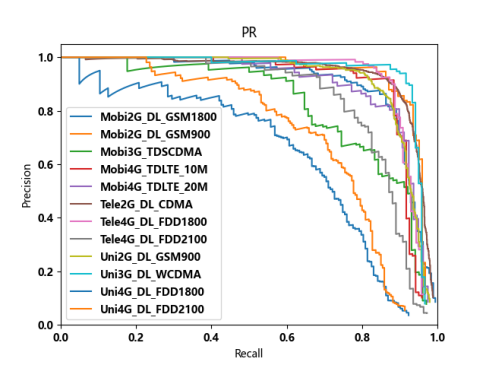 PR
1.0
0.8
0.6
0.4
0.2
0.0
Precision
Mobi2G_DL_GSM1800
Mobi2G_DL_GSM900
Mobi3G_TDSCDMA
Mobi4G_TDLTE_10M
Mobi4G_TDLTE_20M
Tele2G_DL_CDMA
Tele4G_DL_FDD1800
Tele4G_DL_FDD2100
Uni2G_DL_GSM900
Uni3G_DL_WCDMA
Uni4G_DL_FDD1800
Uni4G_DL_FDD2100
0.0 0.2 0.4 0.6 0.8 1.0
Recall